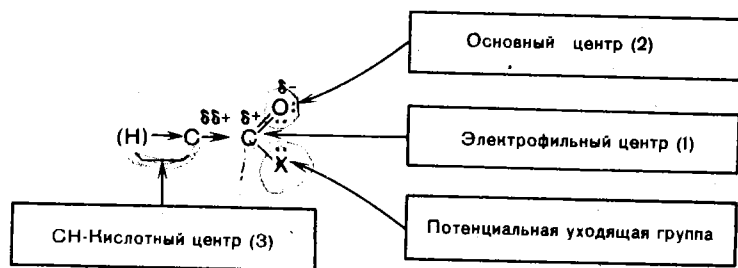 Основный центр (2)
δ−
O
δδ+ δ+
(H) C C
Электрофильный центр (1)
X
СН-Кислотный центр (3)
Потенциальная уходящая группа